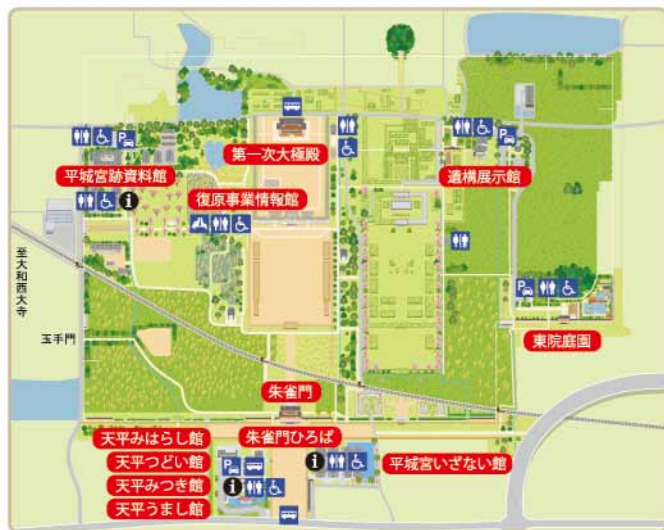 第一次大極殿
平城宮跡資料館
遺構展示館
復原事業情報館
至大和西大寺
玉手門
東院庭園
朱雀門
天平みはらし館
朱雀門ひろば
天平つどい館
平城宮いざない館
天平みつき館
天平うまし館
P
P
P
P
i
i
i